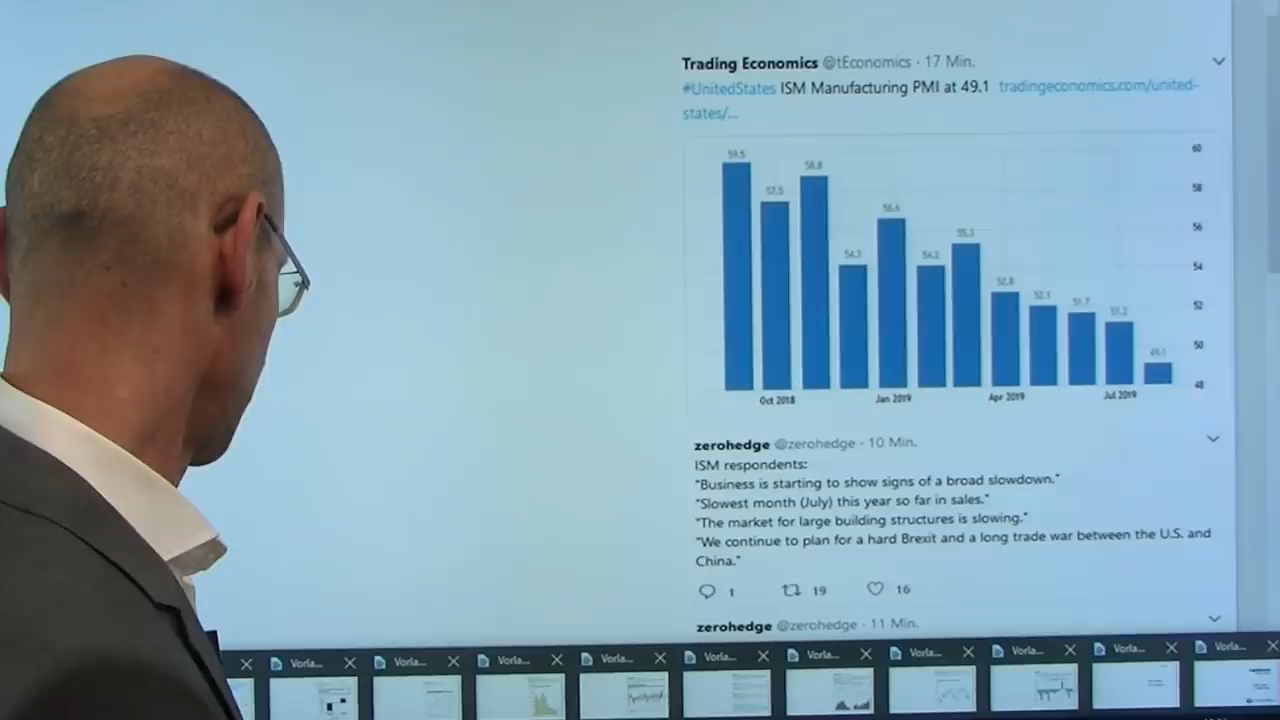 Trading Economics @tEconomics · 17 Min.
#UnitedStates ISM Manufacturing PMI at 49.1 tradingeconomics.com/united-
states/...
59.5
57.5
58.8
54.3
56.6
54.2
55.3
52.8
52.1
51.7
51.2
49.1
60
58
56
54
52
50
48
Oct 2018
Jan 2019
Apr 2019
Jul 2019
zerohedge @zerohedge · 10 Min.
ISM respondents:
"Business is starting to show signs of a broad slowdown."
"Slowest month (July) this year so far in sales."
"The market for large building structures is slowing."
"We continue to plan for a hard Brexit and a long trade war between the U.S. and
China."
1 19 16
zerohedge @zerohedge · 11 Min.
Vorla... Vorla... Vorla... Vorla... Vorla... Vorla... Vorla... Vorla... Vorla... Vorla...